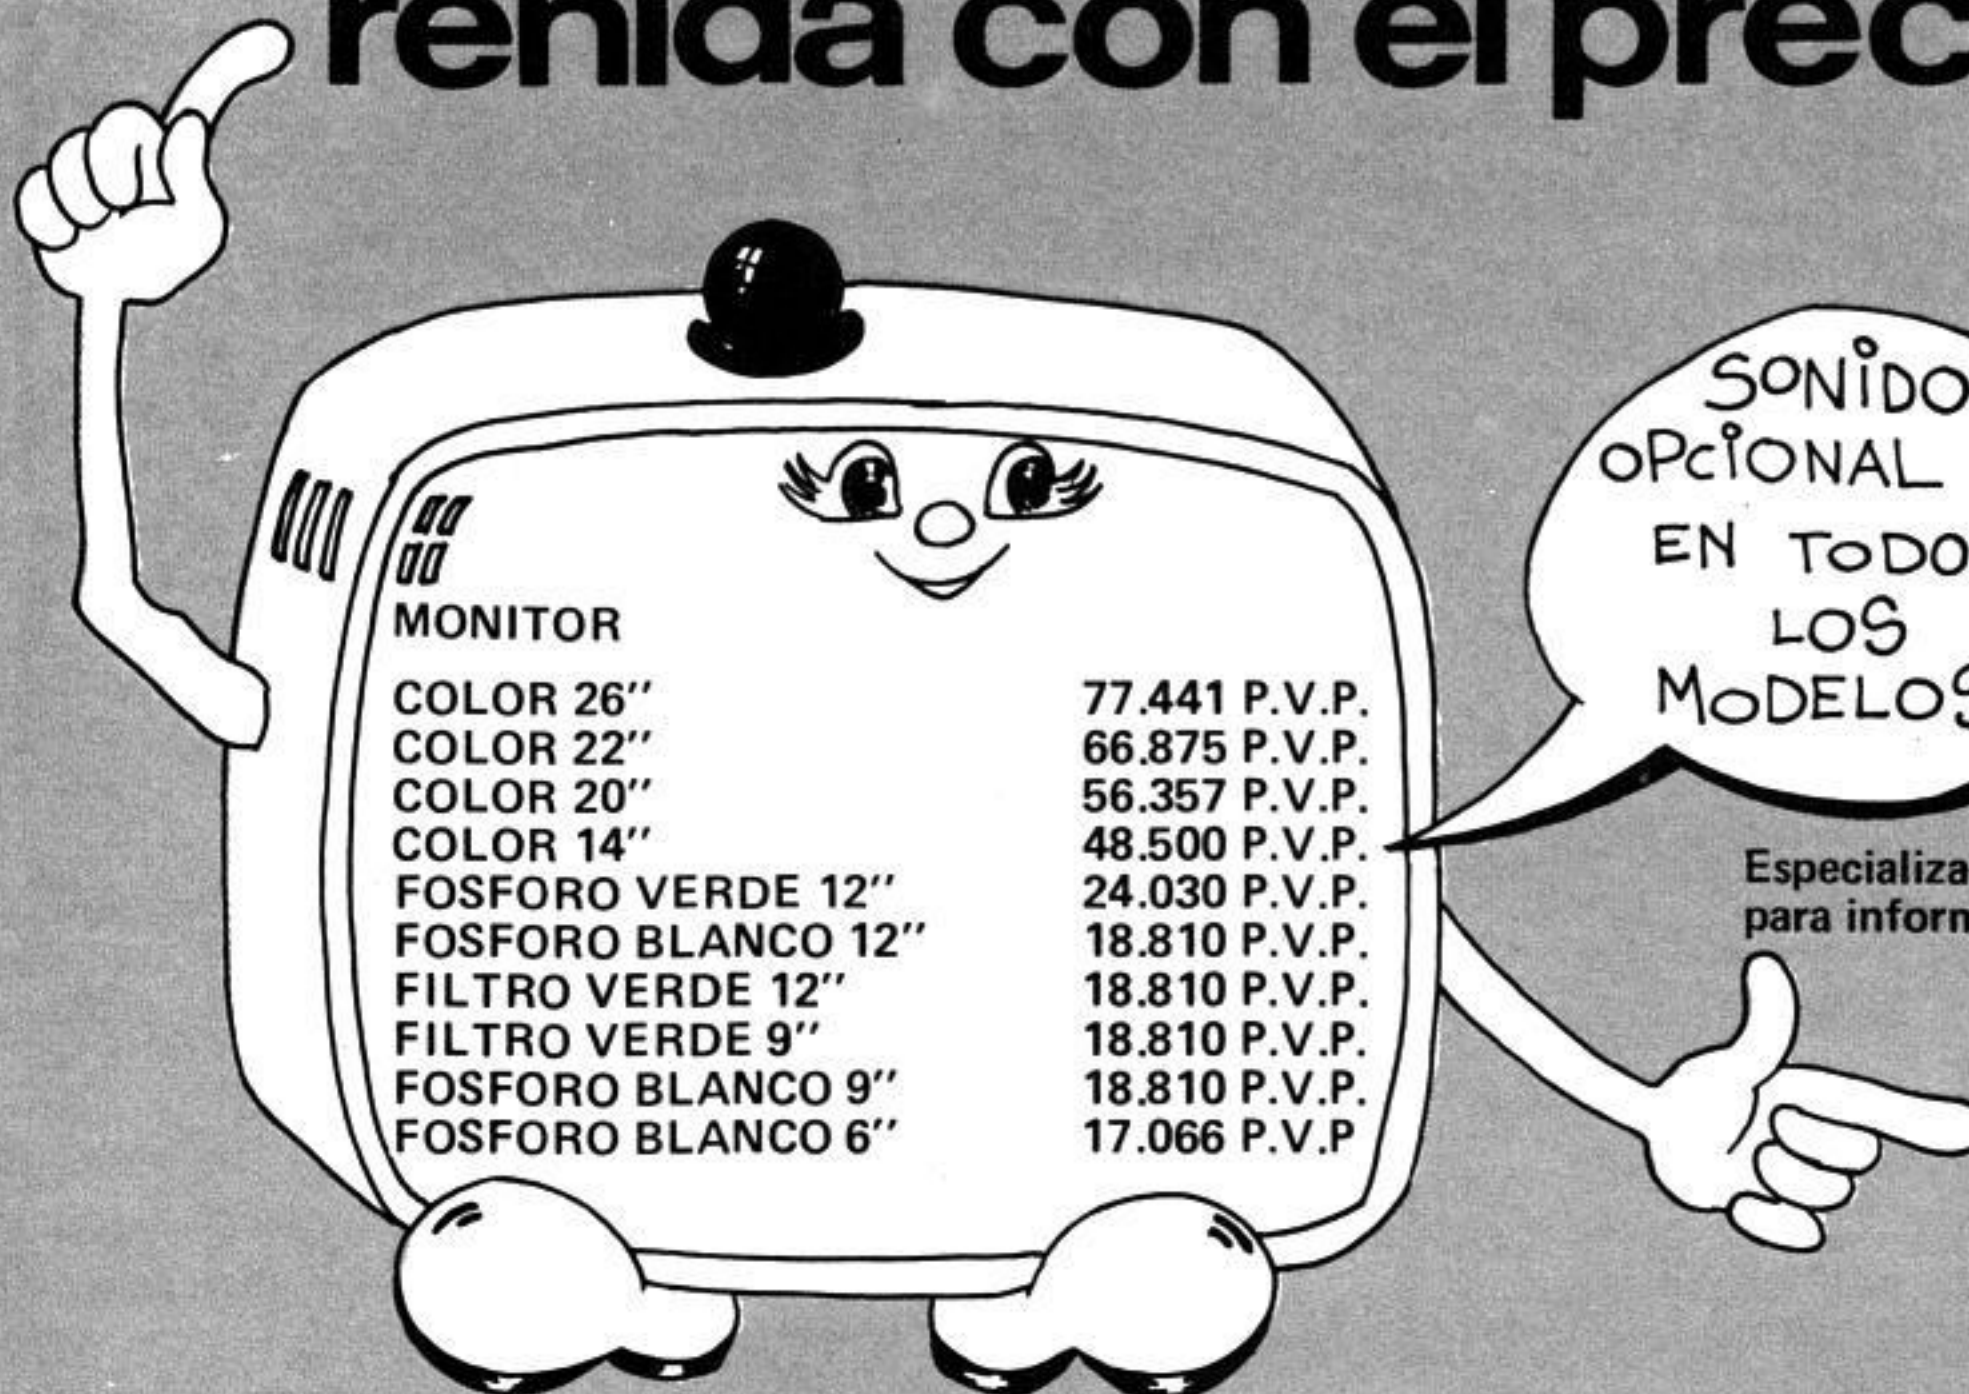 renida con el prec
SONIDO
OPCIONAL
EN TODO
LOS
MODELOS
MONITOR
COLOR 26’’ 77.441 P.V.P.
COLOR 22’’ 66.875 P.V.P.
COLOR 20’’ 56.357 P.V.P.
COLOR 14’’ 48.500 P.V.P.
FOSFORO VERDE 12’’ 24.030 P.V.P.
FOSFORO BLANCO 12’’ 18.810 P.V.P.
FILTRO VERDE 12’’ 18.810 P.V.P.
FILTRO VERDE 9’’ 18.810 P.V.P.
FOSFORO BLANCO 9’’ 18.810 P.V.P.
FOSFORO BLANCO 6’’ 17.066 P.V.P
Especializa
para inform